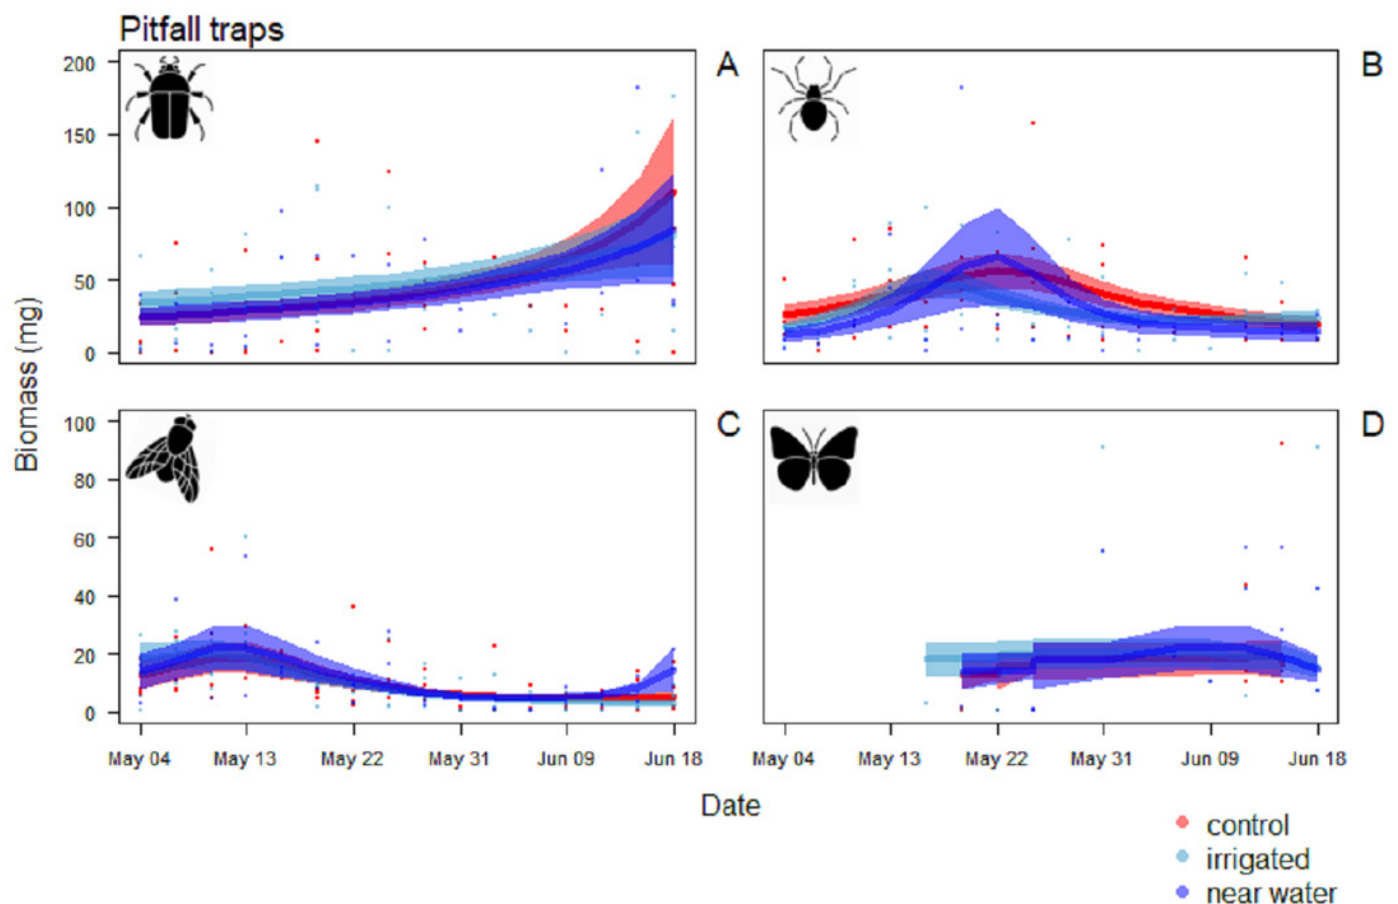 Pitfall traps
A
B
200
150
100
50
0
Biomass (mg)
C
D
100
80
60
40
20
0
May 04 May 13 May 22 May 31 Jun 09 Jun 18
May 04 May 13 May 22 May 31 Jun 09 Jun 18
Date
control
irrigated
near water